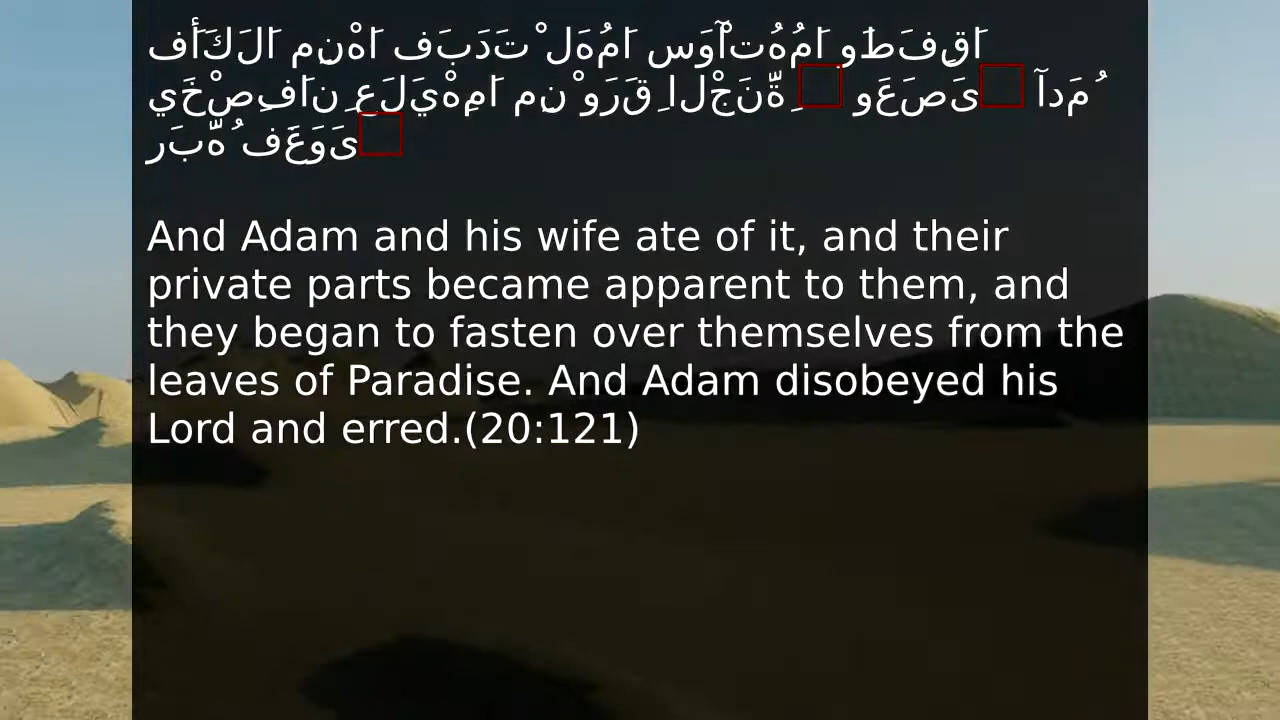 فَأَكَلَا مِنْهَا فَبَدَتْ لَهُمَا سَوْآتُهُمَا وَطَفِقَا
يَخْصِفَانِ عَلَيْهِمَا مِنْ وَرَقِ الْجَنَّةِ وَعَصَى آدَمُ
رَبَّهُ فَغَوَى
And Adam and his wife ate of it, and their
private parts became apparent to them, and
they began to fasten over themselves from the
leaves of Paradise. And Adam disobeyed his
Lord and erred.(20:121)